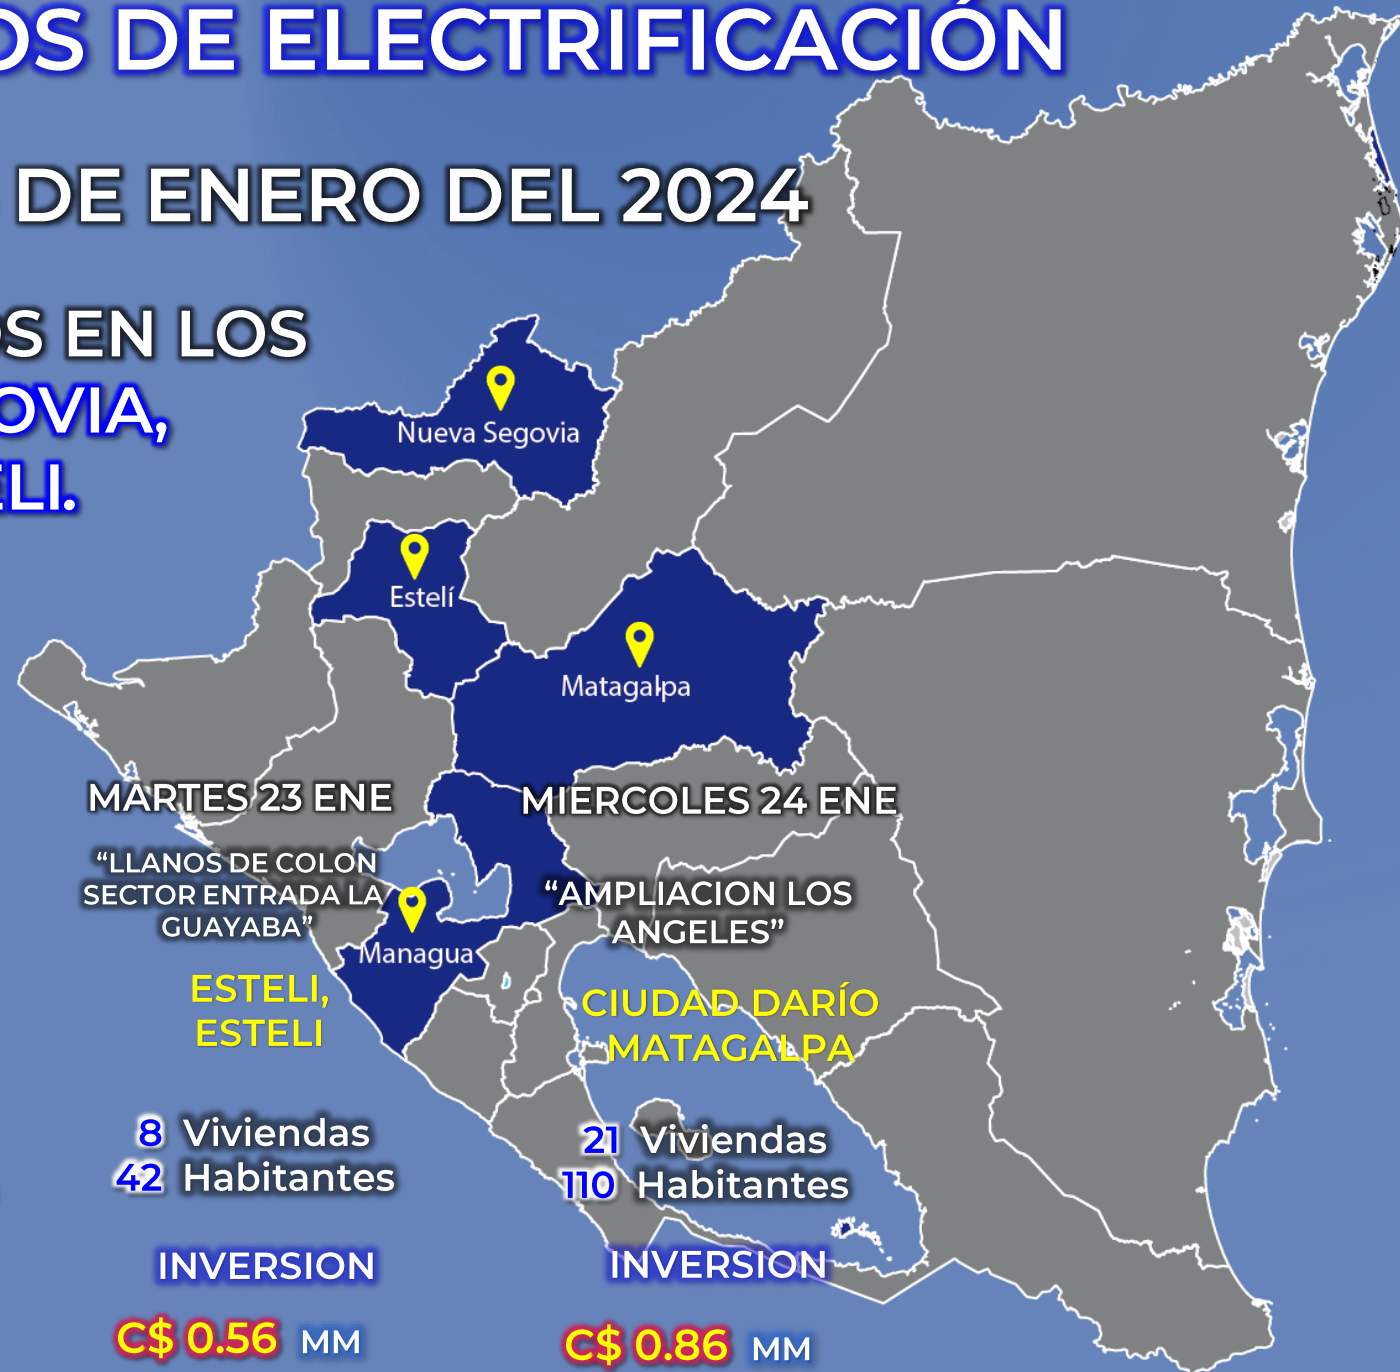 OS DE ELECTRIFICACIÓN
DE ENERO DEL 2024
OS EN LOS
OVIA,
ELI.
Nueva Segovia
Estelí
Matagalpa
Managua
MARTES 23 ENE
“LLANOS DE COLON
SECTOR ENTRADA LA
GUAYABA”
ESTELI,
ESTELI
8 Viviendas
42 Habitantes
INVERSION
C$ 0.56 MM
MIERCOLES 24 ENE
“AMPLIACION LOS
ANGELES”
CIUDAD DARÍO
MATAGALPA
21 Viviendas
110 Habitantes
INVERSION
C$ 0.86 MM